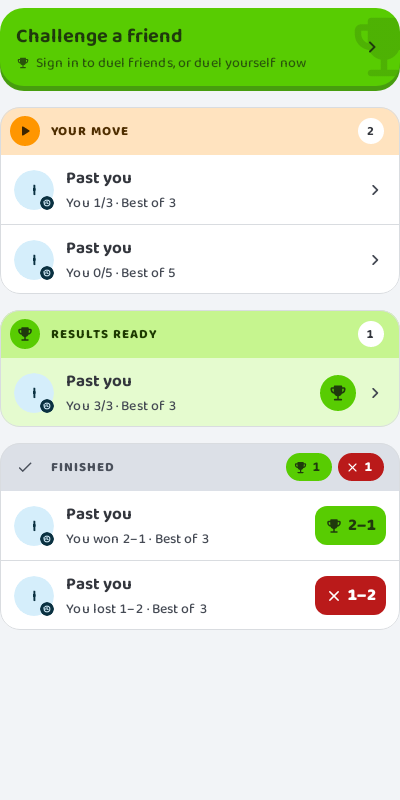 Challenge a friend
Sign in to duel friends, or duel yourself now
YOUR MOVE
2
Past you
You 1/3 · Best of 3
Past you
You 0/5 · Best of 5
RESULTS READY
1
Past you
You 3/3 · Best of 3
FINISHED
1
1
Past you
You won 2–1 · Best of 3
2–1
Past you
You lost 1–2 · Best of 3
1–2